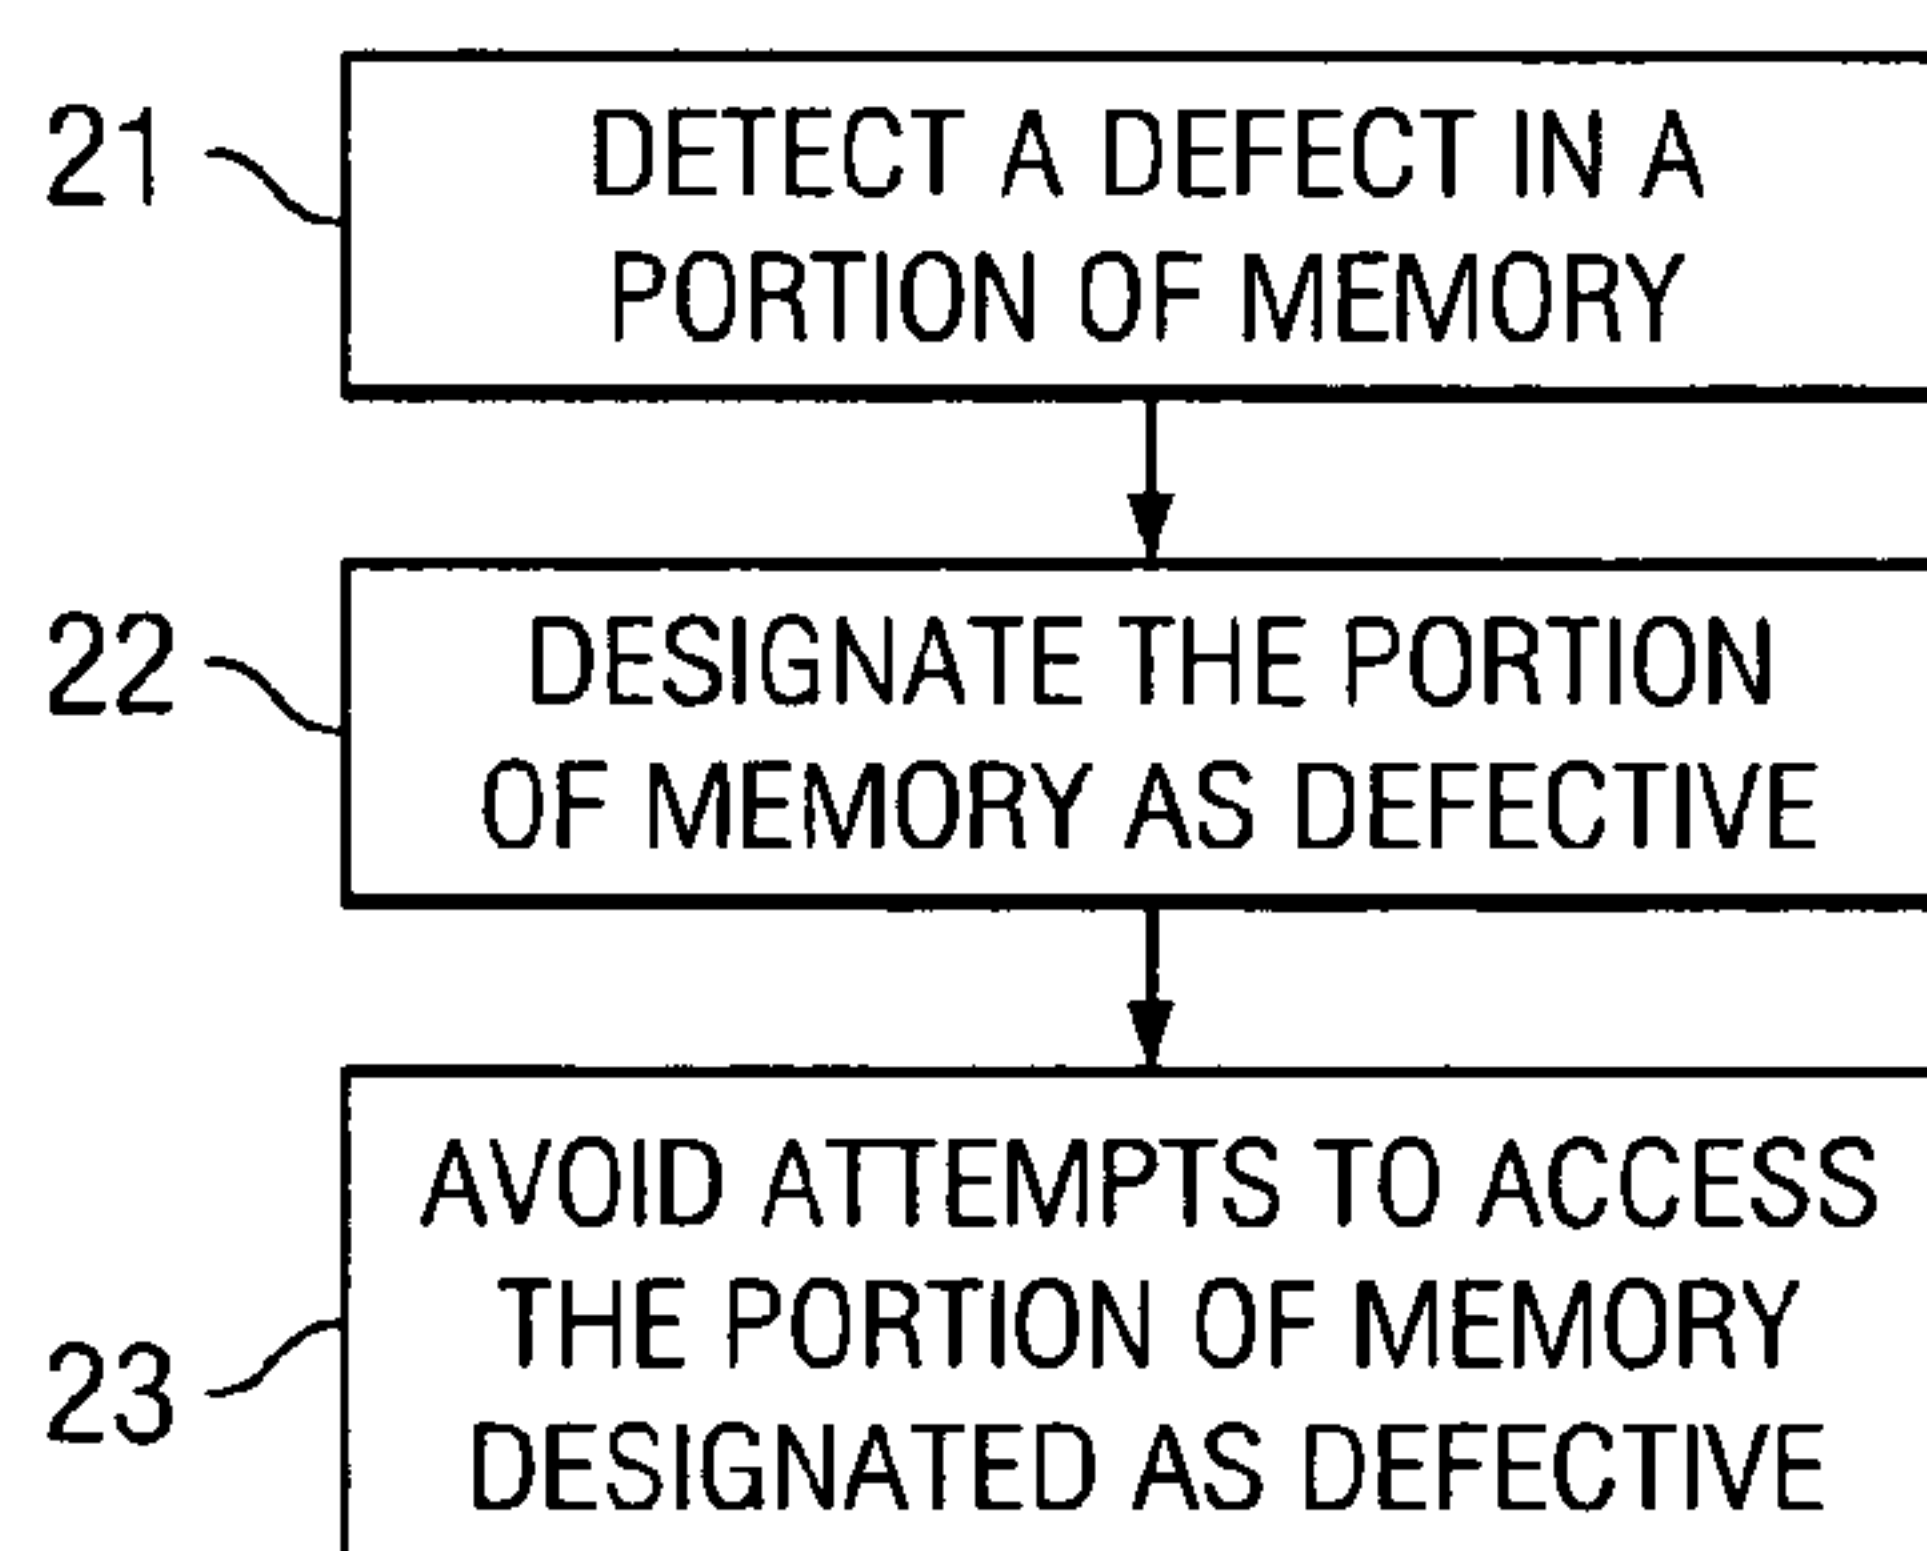 21
DETECT A DEFECT IN A
PORTION OF MEMORY
22
DESIGNATE THE PORTION
OF MEMORY AS DEFECTIVE
23
AVOID ATTEMPTS TO ACCESS
THE PORTION OF MEMORY
DESIGNATED AS DEFECTIVE